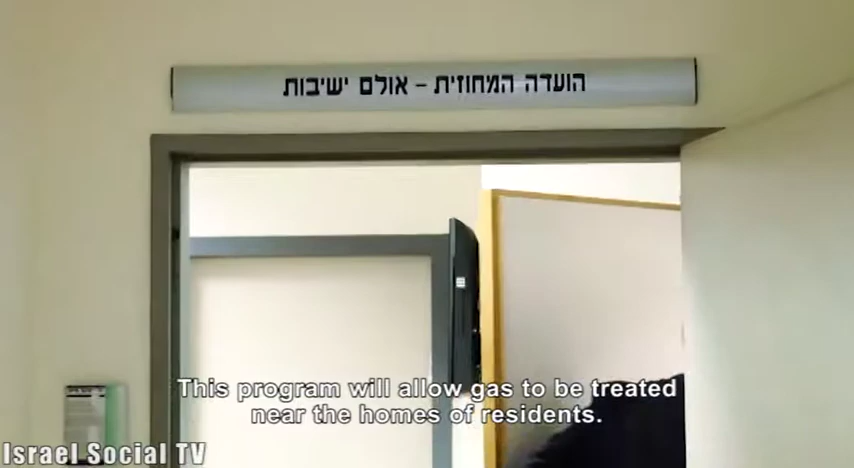 הועדה המחוזית – אולם ישיבות
This program will allow gas to be treated
near the homes of residents.
Israel Social TV